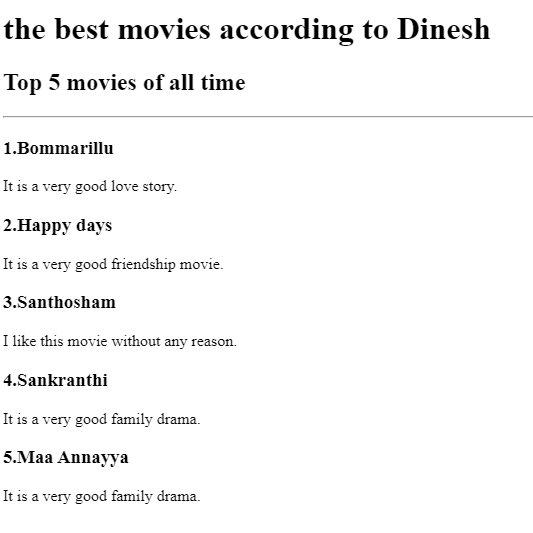 the best movies according to Dinesh
Top 5 movies of all time
1.Bommarillu
It is a very good love story.
2.Happy days
It is a very good friendship movie.
3.Santhosham
I like this movie without any reason.
4.Sankranthi
It is a very good family drama.
5.Maa Annayya
It is a very good family drama.